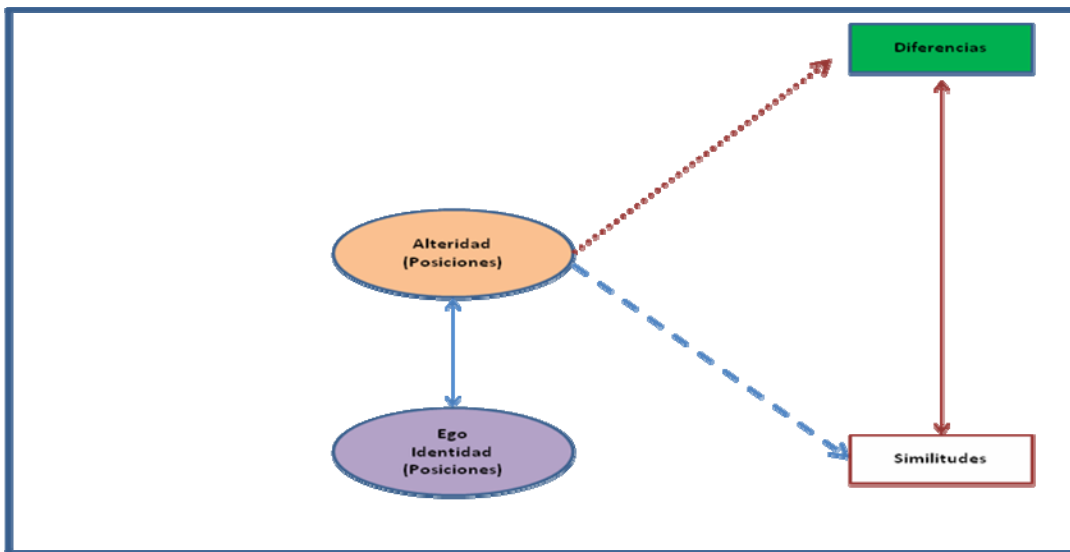 Diferencias
Alteridad
(Posiciones)
Ego
Identidad
(Posiciones)
Similitudes